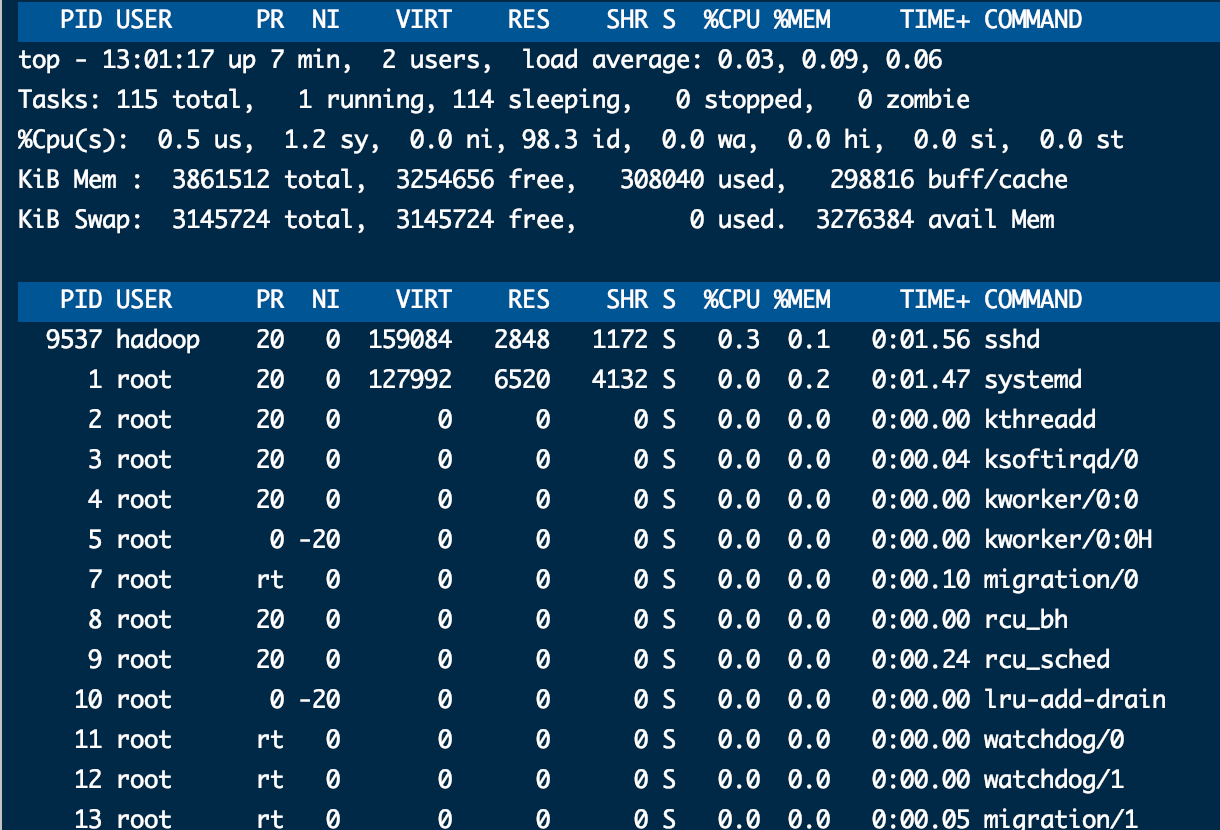 PID USER      PR  NI    VIRT    RES    SHR S  %CPU %MEM     TIME+ COMMAND
top - 13:01:17 up 7 min,  2 users,  load average: 0.03, 0.09, 0.06
Tasks: 115 total,   1 running, 114 sleeping,   0 stopped,   0 zombie
%Cpu(s):  0.5 us,  1.2 sy,  0.0 ni, 98.3 id,  0.0 wa,  0.0 hi,  0.0 si,  0.0 st
KiB Mem :  3861512 total,  3254656 free,   308040 used,   298816 buff/cache
KiB Swap:  3145724 total,  3145724 free,        0 used.  3276384 avail Mem
PID USER      PR  NI    VIRT    RES    SHR S  %CPU %MEM     TIME+ COMMAND
9537 hadoop    20   0  159084   2848   1172 S   0.3  0.1   0:01.56 sshd
1 root      20   0  127992   6520   4132 S   0.0  0.2   0:01.47 systemd
2 root      20   0       0      0      0 S   0.0  0.0   0:00.00 kthreadd
3 root      20   0       0      0      0 S   0.0  0.0   0:00.04 ksoftirqd/0
4 root      20   0       0      0      0 S   0.0  0.0   0:00.00 kworker/0:0
5 root       0 -20       0      0      0 S   0.0  0.0   0:00.00 kworker/0:0H
7 root      rt   0       0      0      0 S   0.0  0.0   0:00.10 migration/0
8 root      20   0       0      0      0 S   0.0  0.0   0:00.00 rcu_bh
9 root      20   0       0      0      0 S   0.0  0.0   0:00.24 rcu_sched
10 root       0 -20       0      0      0 S   0.0  0.0   0:00.00 lru-add-drain
11 root      rt   0       0      0      0 S   0.0  0.0   0:00.00 watchdog/0
12 root      rt   0       0      0      0 S   0.0  0.0   0:00.00 watchdog/1
13 root      rt   0       0      0      0 S   0.0  0.0   0:00.05 migration/1